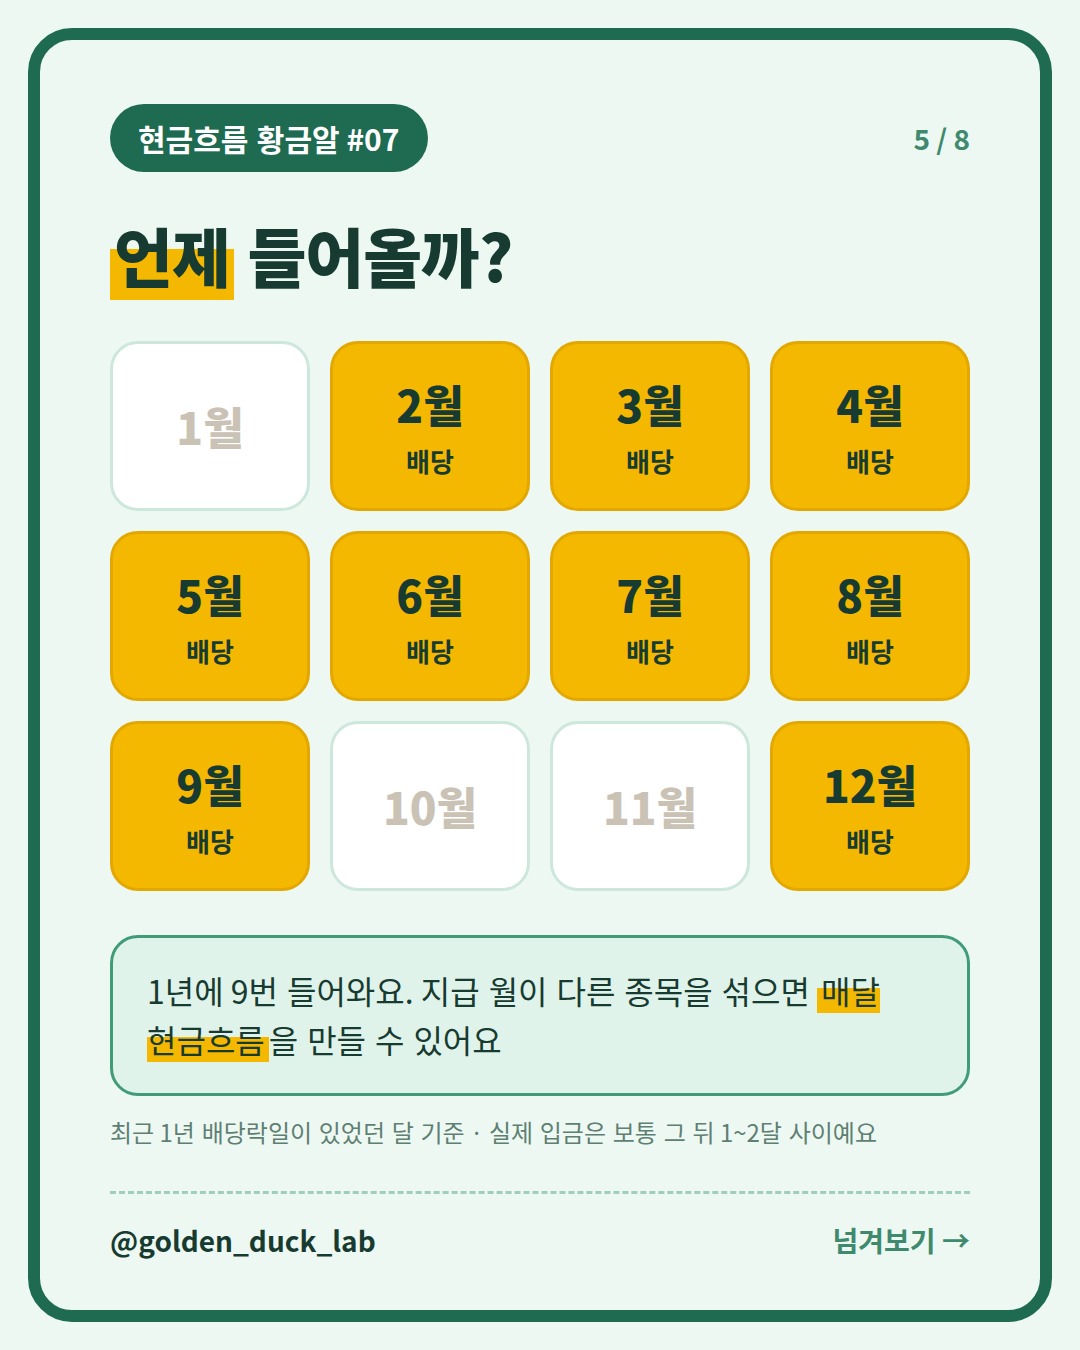 현금흐름 황금알 #07
5 / 8
언제 들어올까?
1월
2월
배당
3월
배당
4월
배당
5월
배당
6월
배당
7월
배당
8월
배당
9월
배당
10월
11월
12월
배당
1년에 9번 들어와요. 지급 월이 다른 종목을 섞으면 매달
현금흐름을 만들 수 있어요
최근 1년 배당락일이 있었던 달 기준 · 실제 입금은 보통 그 뒤 1~2달 사이예요
@golden_duck_lab
넘겨보기 →